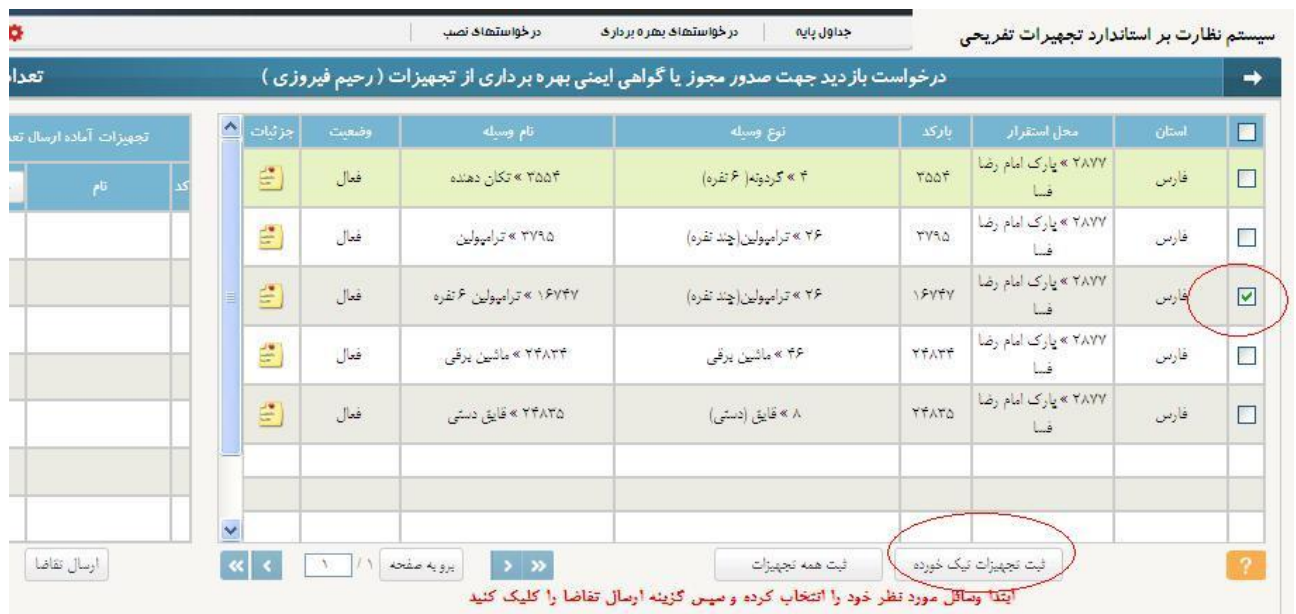 سیستم نظارت بر استاندارد تجهیزات تفریحی
جداول پایه
درخواستهای بهره برداری
درخواستهای نصب
درخواست بازدید جهت صدور مجوز یا گواهی ایمنی بهره برداری از تجهیزات ( رحیم فیروزی )
استان محل استقرار بارکد نوع وسیله نام وسیله وضعیت جزئیات
تجهیزات آماده ارسال
نام
کد
فارس ۲۸۷۷ » پارک امام رضا فسا ۳۵۵۴ ۴ » گردونه( ۶ نفره) ۳۵۵۴ » تکان دهنده فعال
فارس ۲۸۷۷ » پارک امام رضا فسا ۳۷۹۵ ۲۶ » ترامپولین(چند نفره) ۳۷۹۵ » ترامپولین فعال
فارس ۲۸۷۷ » پارک امام رضا فسا ۱۶۷۴۷ ۲۶ » ترامپولین(چند نفره) ۱۶۷۴۷ » ترامپولین ۶ نفره فعال
فارس ۲۸۷۷ » پارک امام رضا فسا ۲۴۸۳۴ ۴۶ » ماشین برقی ۲۴۸۳۴ » ماشین برقی فعال
فارس ۲۸۷۷ » پارک امام رضا فسا ۲۴۸۳۵ ۸ » قایق (دستی) ۲۴۸۳۵ » قایق دستی فعال
?
ثبت تجهیزات تیک خورده
ثبت همه تجهیزات
برو به صفحه
۱ / ۱
ارسال تقاضا
ابتدا وسائل مورد نظر خود را انتخاب کرده و سپس گزینه ارسال تقاضا را کلیک کنید